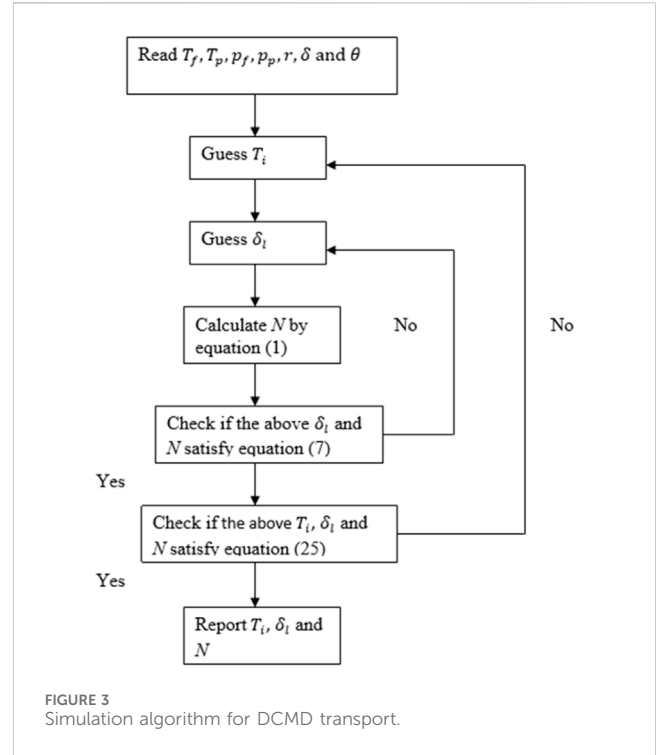 Read T_f, T_p, p_f, p_p, r, δ and θ
Guess T_i
Guess δ_l
Calculate N by
equation (1)
No
No
Check if the above δ_l and
N satisfy equation (7)
Yes
Check if the above T_i, δ_l and
N satisfy equation (25)
Yes
Report T_i, δ_l and
N
FIGURE 3
Simulation algorithm for DCMD transport.